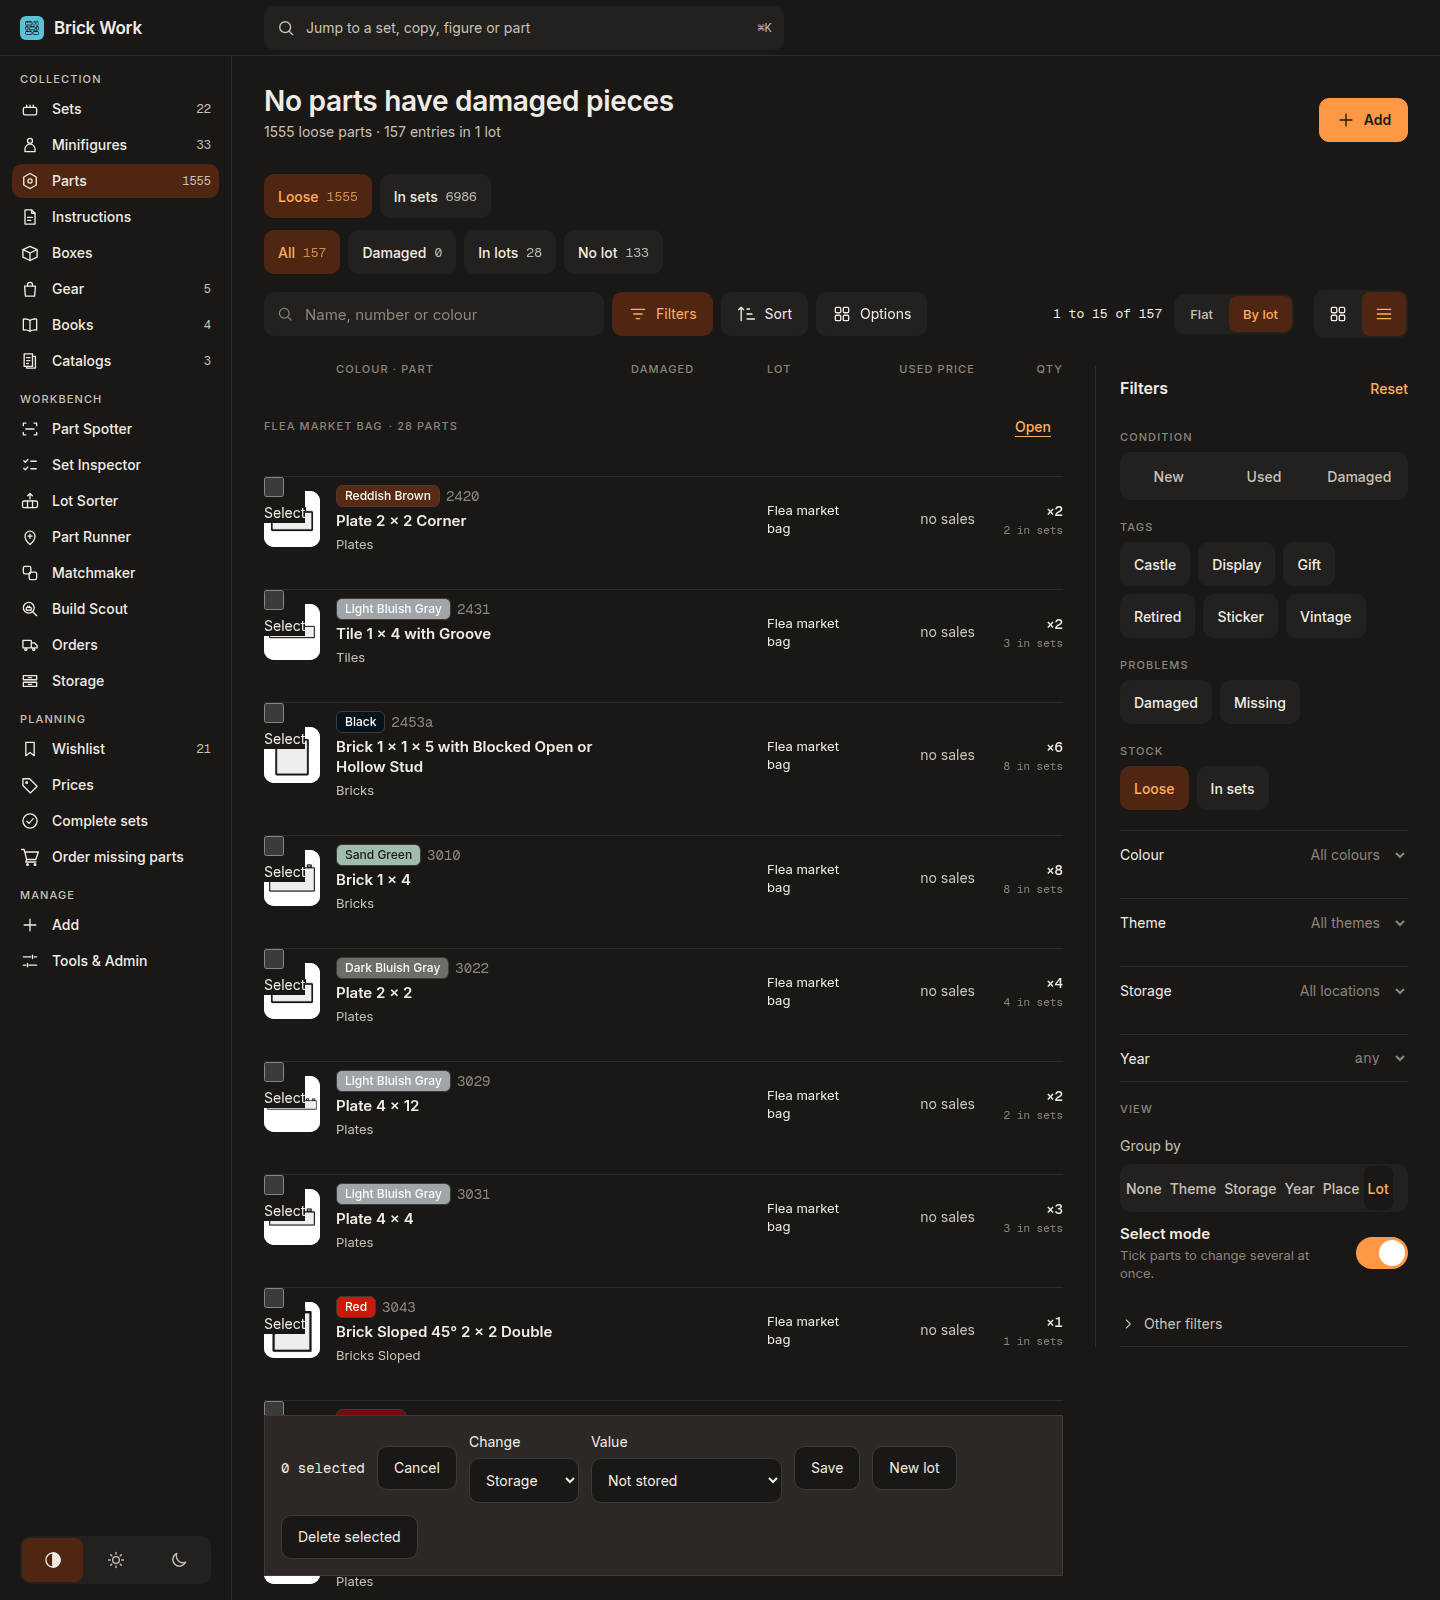 Brick Work
Jump to a set, copy, figure or part
⌘K
COLLECTION
Sets 22
Minifigures 33
Parts 1555
Instructions
Boxes
Gear 5
Books 4
Catalogs 3
WORKBENCH
Part Spotter
Set Inspector
Lot Sorter
Part Runner
Matchmaker
Build Scout
Orders
Storage
PLANNING
Wishlist 21
Prices
Complete sets
Order missing parts
MANAGE
Add
Tools & Admin
No parts have damaged pieces
1555 loose parts · 157 entries in 1 lot
Add
Loose 1555 In sets 6986
All 157 Damaged 0 In lots 28 No lot 133
Name, number or colour
Filters
Sort
Options
1 to 15 of 157
Flat
By lot
COLOUR · PART DAMAGED LOT USED PRICE QTY
FLEA MARKET BAG · 28 PARTS
Open
Select
Reddish Brown 2420
Plate 2 × 2 Corner
Plates
Flea market
bag
no sales
×2
2 in sets
Select
Light Bluish Gray 2431
Tile 1 × 4 with Groove
Tiles
Flea market
bag
no sales
×2
3 in sets
Select
Black 2453a
Brick 1 × 1 × 5 with Blocked Open or
Hollow Stud
Bricks
Flea market
bag
no sales
×6
8 in sets
Select
Sand Green 3010
Brick 1 × 4
Bricks
Flea market
bag
no sales
×8
8 in sets
Select
Dark Bluish Gray 3022
Plate 2 × 2
Plates
Flea market
bag
no sales
×4
4 in sets
Select
Light Bluish Gray 3029
Plate 4 × 12
Plates
Flea market
bag
no sales
×2
2 in sets
Select
Light Bluish Gray 3031
Plate 4 × 4
Plates
Flea market
bag
no sales
×3
3 in sets
Select
Red 3043
Brick Sloped 45° 2 × 2 Double
Bricks Sloped
Flea market
bag
no sales
×1
1 in sets
0 selected
Cancel
Change
Storage
Value
Not stored
Save
New lot
Delete selected
Plates
Filters
Reset
CONDITION
New Used Damaged
TAGS
Castle Display Gift
Retired Sticker Vintage
PROBLEMS
Damaged Missing
STOCK
Loose In sets
Colour All colours
Theme All themes
Storage All locations
Year any
VIEW
Group by
None Theme Storage Year Place Lot
Select mode
Tick parts to change several at
once.
Other filters